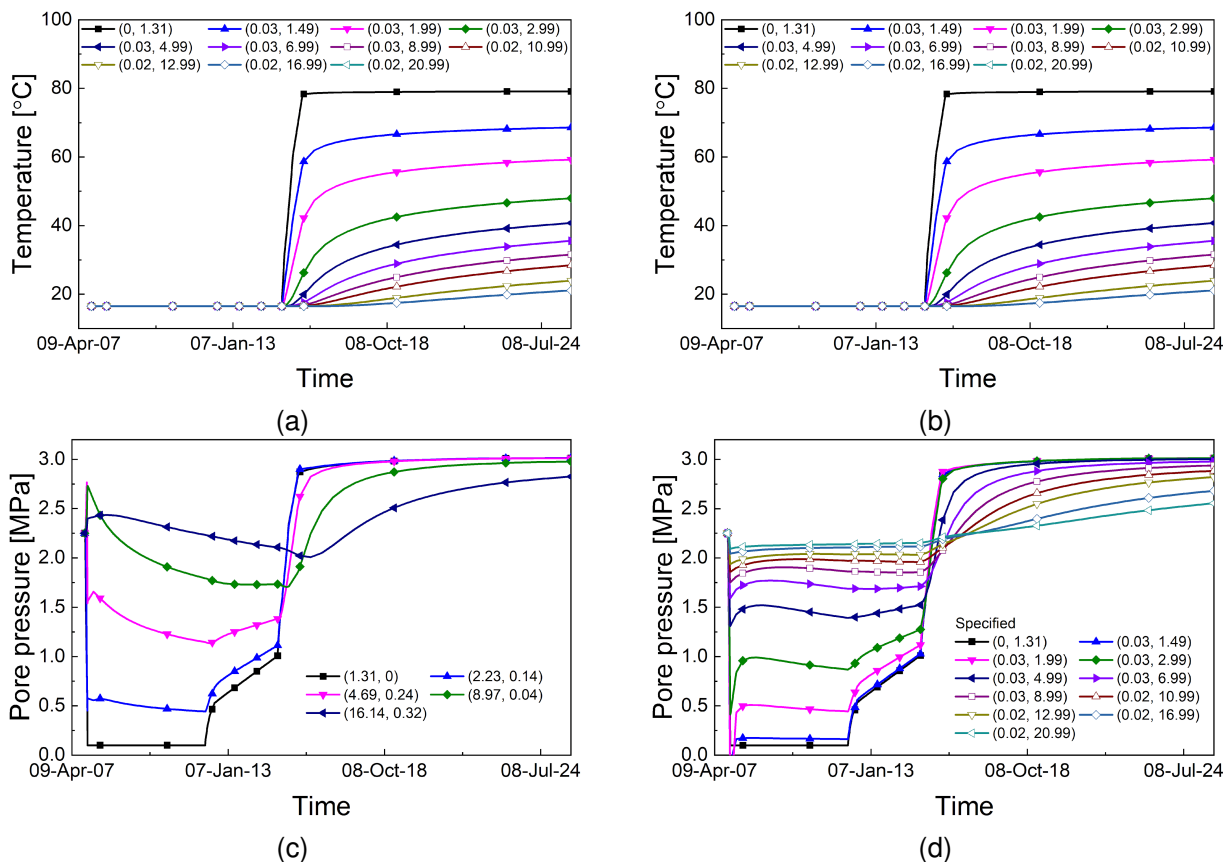 (0, 1.31) (0.03, 1.49) (0.03, 1.99) (0.03, 2.99)
(0.03, 4.99) (0.03, 6.99) (0.03, 8.99) (0.02, 10.99)
(0.02, 12.99) (0.02, 16.99) (0.02, 20.99)
Temperature [°C]
100
80
60
40
20
09-Apr-07 07-Jan-13 08-Oct-18 08-Jul-24
Time
(a)
(0, 1.31) (0.03, 1.49) (0.03, 1.99) (0.03, 2.99)
(0.03, 4.99) (0.03, 6.99) (0.03, 8.99) (0.02, 10.99)
(0.02, 12.99) (0.02, 16.99) (0.02, 20.99)
Temperature [°C]
100
80
60
40
20
09-Apr-07 07-Jan-13 08-Oct-18 08-Jul-24
Time
(b)
Pore pressure [MPa]
3.0
2.5
2.0
1.5
1.0
0.5
0.0
(1.31, 0) (2.23, 0.14)
(4.69, 0.24) (8.97, 0.04)
(16.14, 0.32)
09-Apr-07 07-Jan-13 08-Oct-18 08-Jul-24
Time
(c)
Pore pressure [MPa]
3.0
2.5
2.0
1.5
1.0
0.5
0.0
Specified
(0, 1.31) (0.03, 1.49)
(0.03, 1.99) (0.03, 2.99)
(0.03, 4.99) (0.03, 6.99)
(0.03, 8.99) (0.02, 10.99)
(0.02, 12.99) (0.02, 16.99)
(0.02, 20.99)
09-Apr-07 07-Jan-13 08-Oct-18 08-Jul-24
Time
(d)